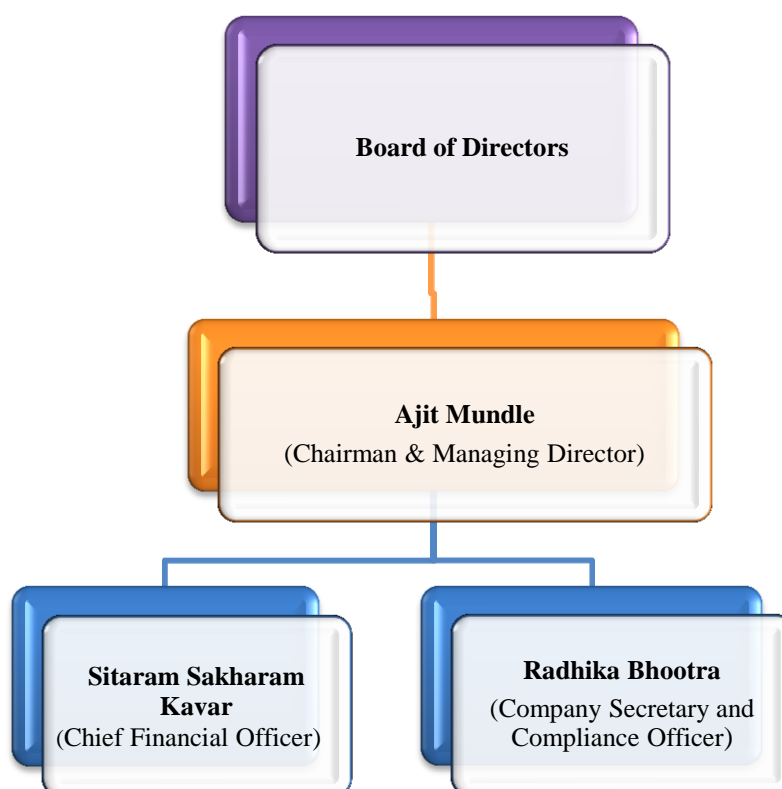 Board of Directors
Ajit Mundle
(Chairman & Managing Director)
Sitaram Sakharam
Kavar
(Chief Financial Officer)
Radhika Bhootra
(Company Secretary and
Compliance Officer)